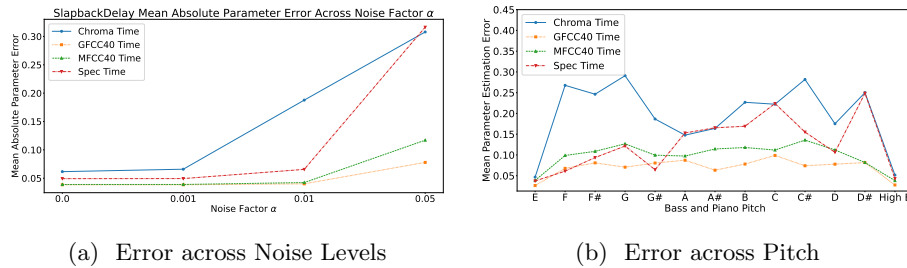 SlapbackDelay Mean Absolute Parameter Error Across Noise Factor α
Mean Absolute Parameter Error
0.30
0.25
0.20
0.15
0.10
0.05
Chroma Time
GFCC40 Time
MFCC40 Time
Spec Time
0.0
0.001
0.01
0.05
Noise Factor α
(a) Error across Noise Levels
Mean Parameter Estimation Error
0.45
0.40
0.35
0.30
0.25
0.20
0.15
0.10
0.05
Chroma Time
GFCC40 Time
MFCC40 Time
Spec Time
E F F# G G# A A# B C C# D D# High E
Bass and Piano Pitch
(b) Error across Pitch